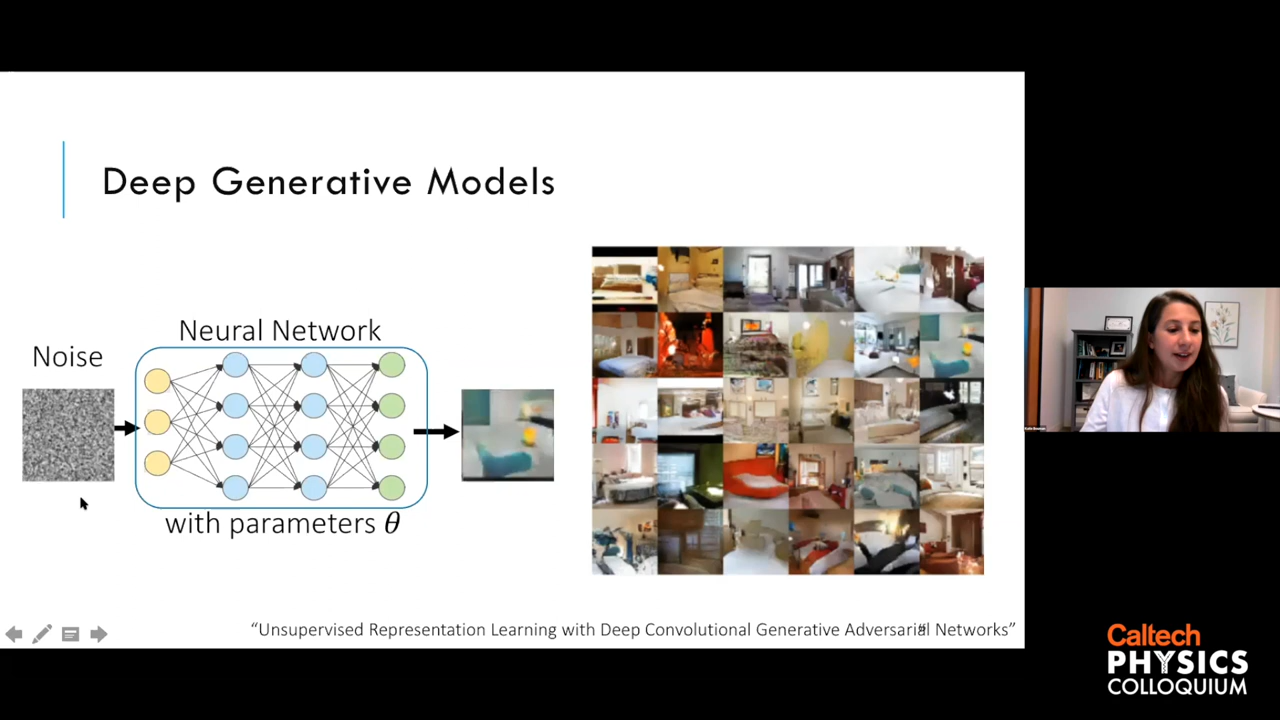 Deep Generative Models
Neural Network
Noise
with parameters θ
“Unsupervised Representation Learning with Deep Convolutional Generative Adversarial Networks”
Caltech
PHYSICS
COLLOQUIUM